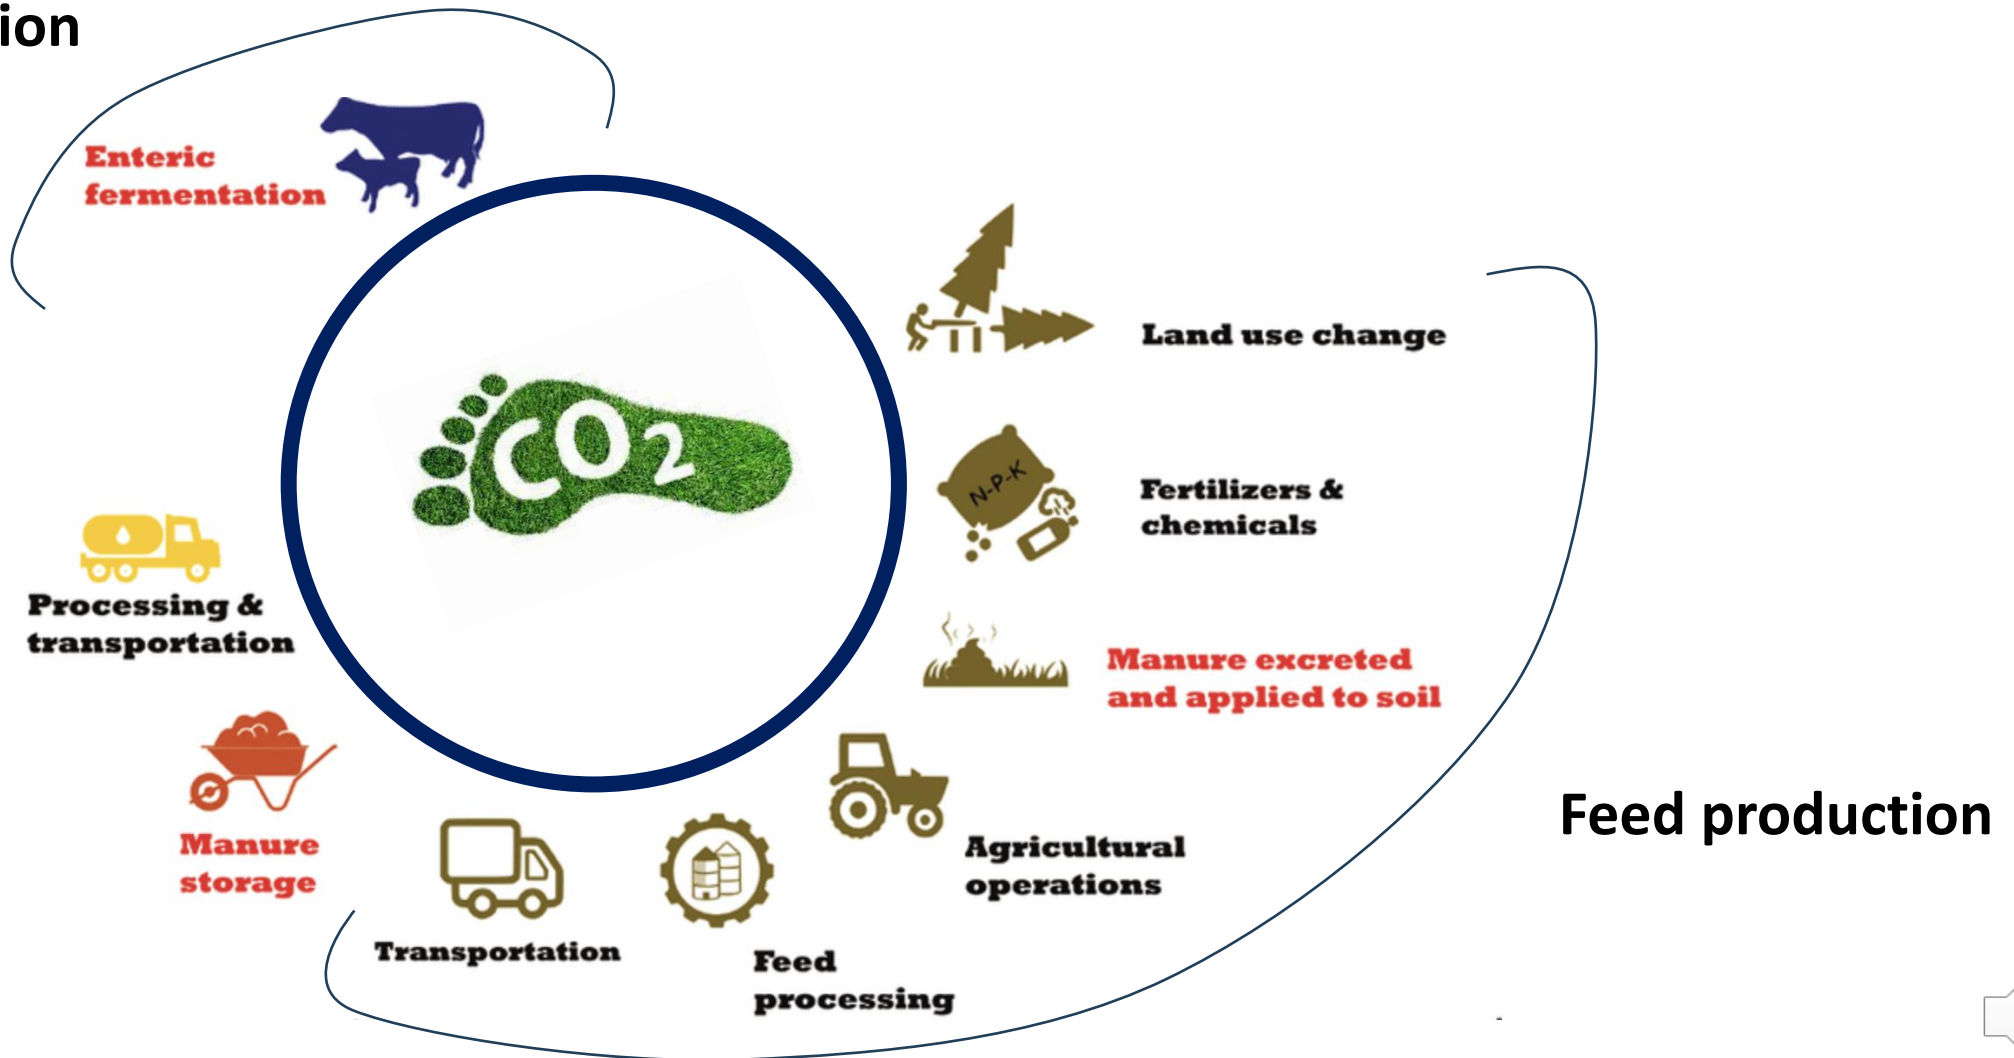 ion
Enteric
fermentation
CO2
Land use change
N-P-K
Fertilizers &
chemicals
Processing &
transportation
Manure excreted
and applied to soil
Manure
storage
Agricultural
operations
Feed production
Transportation
Feed
processing
-